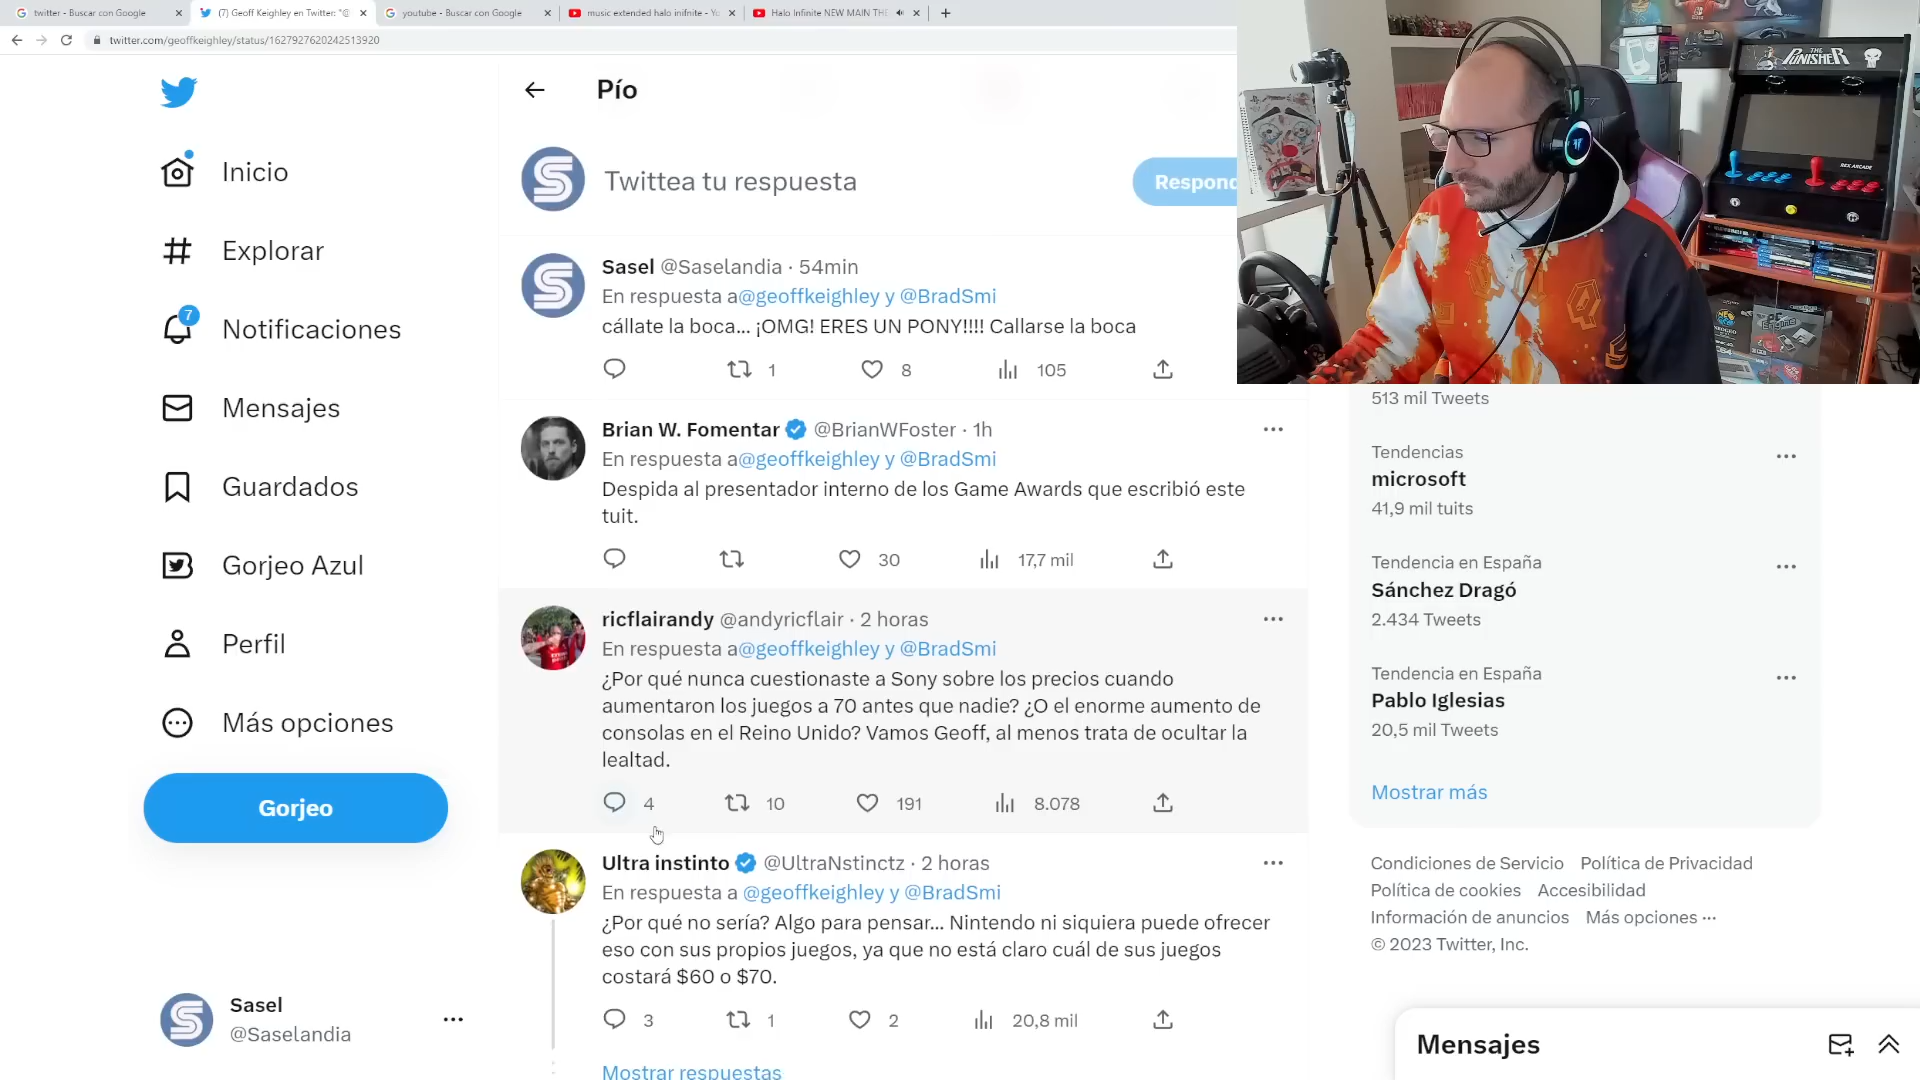 twitter - Buscar con Google
(7) Geoff Keighley en Twitter: "@
youtube - Buscar con Google
music extended halo inifnite - Yo
Halo Infinite NEW MAIN THE
twitter.com/geoffkeighley/status/1627927620242513920
Inicio
Explorar
7
Notificaciones
Mensajes
Guardados
Gorjeo Azul
Perfil
Más opciones
Gorjeo
Sasel
@Saselandia
Pío
Twittea tu respuesta
Respond
Sasel @Saselandia · 54min
En respuesta a@geoffkeighley y @BradSmi
cállate la boca... ¡OMG! ERES UN PONY!!!! Callarse la boca
1 8 105
Brian W. Fomentar @BrianWFoster · 1h
En respuesta a@geoffkeighley y @BradSmi
Despida al presentador interno de los Game Awards que escribió este
tuit.
30 17,7 mil
ricflairandy @andyricflair · 2 horas
En respuesta a@geoffkeighley y @BradSmi
¿Por qué nunca cuestionaste a Sony sobre los precios cuando
aumentaron los juegos a 70 antes que nadie? ¿O el enorme aumento de
consolas en el Reino Unido? Vamos Geoff, al menos trata de ocultar la
lealtad.
4 10 191 8.078
Ultra instinto @UltraNstinctz · 2 horas
En respuesta a @geoffkeighley y @BradSmi
¿Por qué no sería? Algo para pensar... Nintendo ni siquiera puede ofrecer
eso con sus propios juegos, ya que no está claro cuál de sus juegos
costará $60 o $70.
3 1 2 20,8 mil
Mostrar respuestas
THE
PUNISHER
REX ARCADE
PC Engine
513 mil Tweets
Tendencias
microsoft
41,9 mil tuits
Tendencia en España
Sánchez Dragó
2.434 Tweets
Tendencia en España
Pablo Iglesias
20,5 mil Tweets
Mostrar más
Condiciones de Servicio Política de Privacidad
Política de cookies Accesibilidad
Información de anuncios Más opciones ···
© 2023 Twitter, Inc.
Mensajes